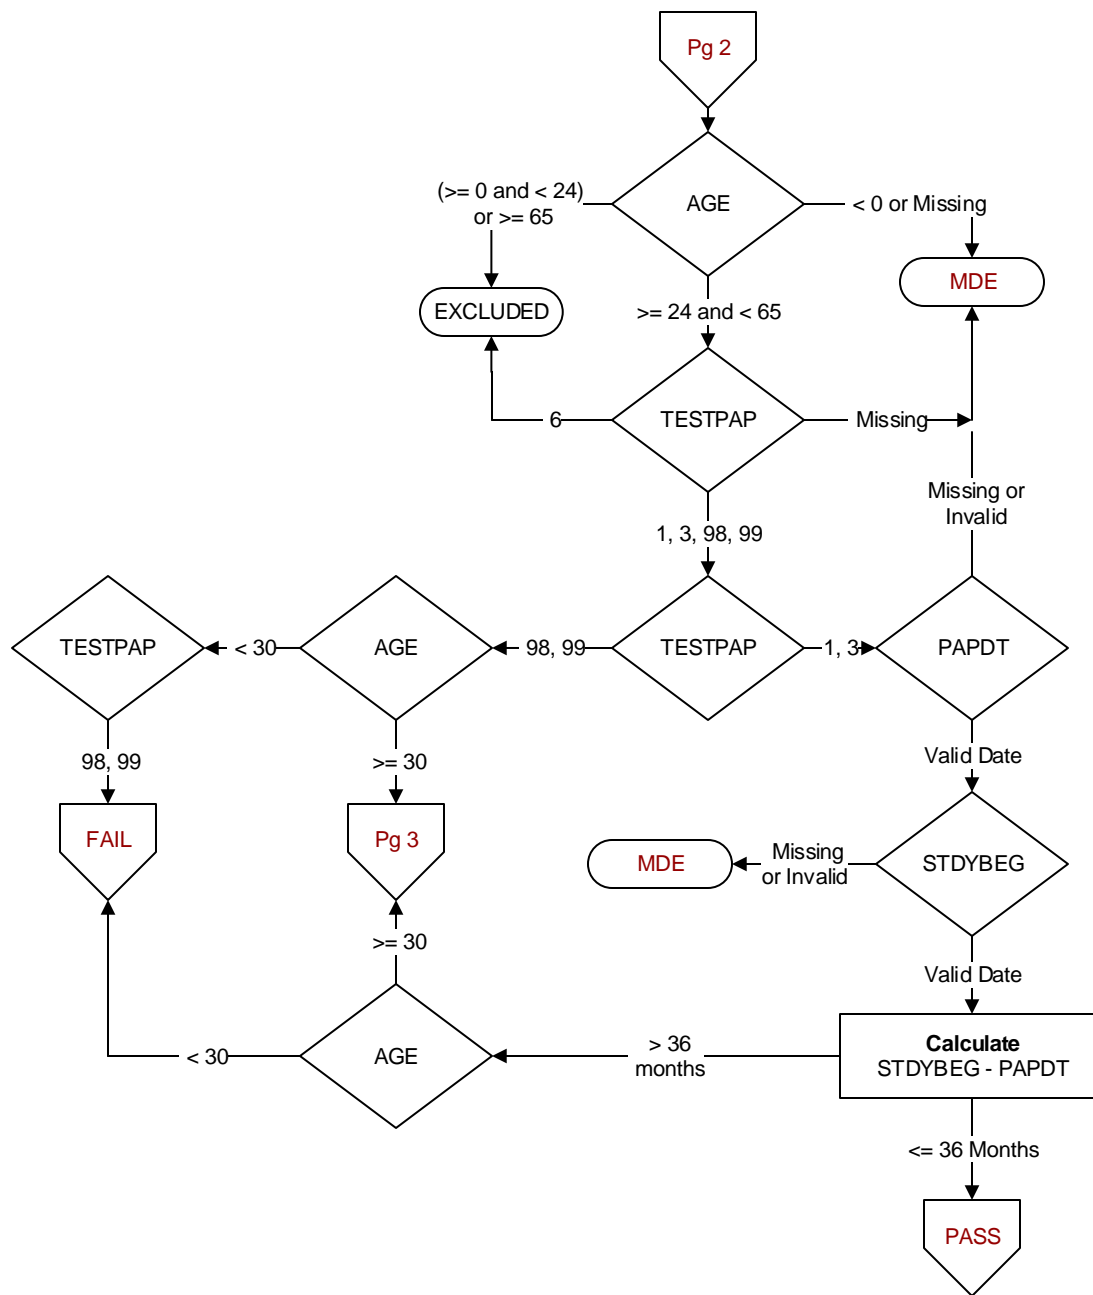 Pg 2
AGE
(>= 0 and < 24)
or >= 65
< 0 or Missing
MDE
EXCLUDED
>= 24 and < 65
TESTPAP
6
Missing
Missing or
Invalid
1, 3, 98, 99
TESTPAP
< 30
AGE
98, 99
TESTPAP
1, 3
PAPDT
98, 99
>= 30
Valid Date
FAIL
Pg 3
MDE
Missing
or Invalid
STDYBEG
>= 30
Valid Date
< 30
AGE
> 36
months
Calculate
STDYBEG - PAPDT
<= 36 Months
PASS